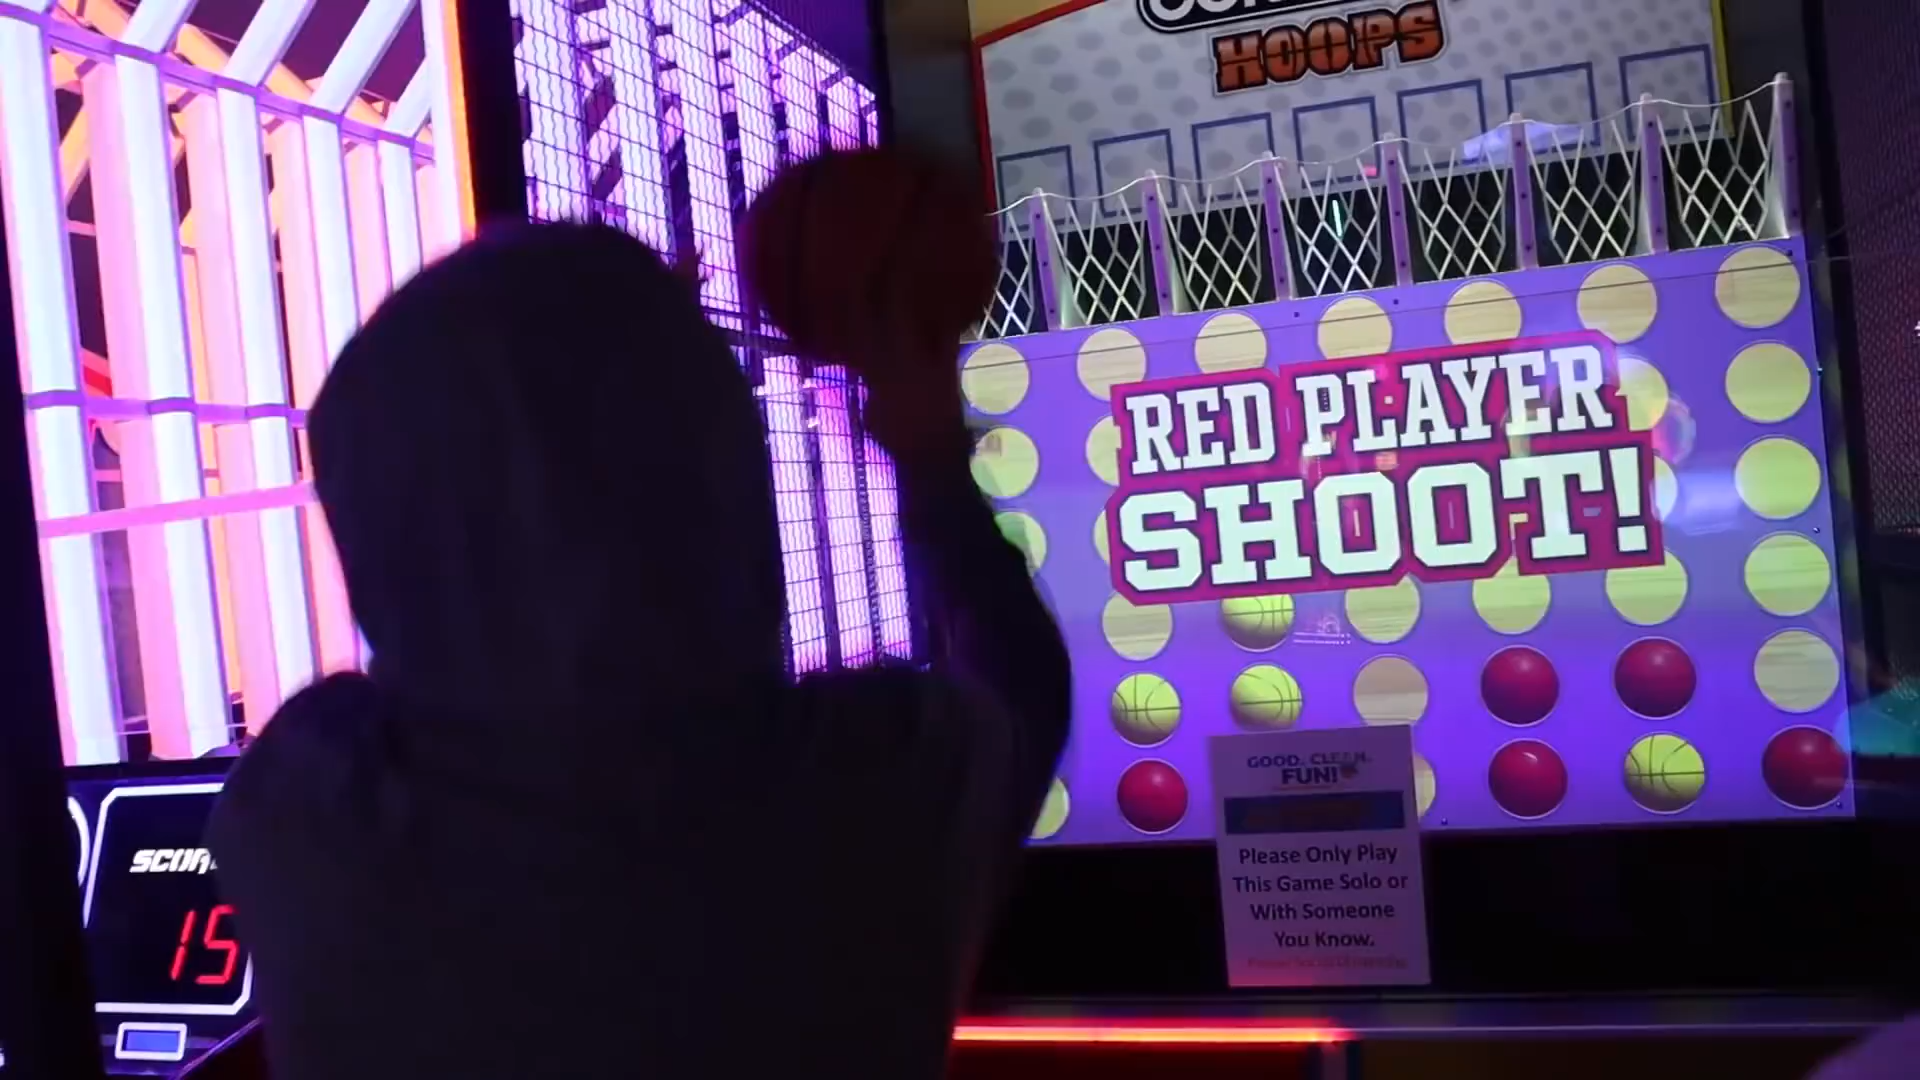 HOOPS
RED PLAYER
SHOOT!
GOOD. CLEAN.
FUN!
Please Only Play
This Game Solo or
With Someone
You Know.
SCOR
15